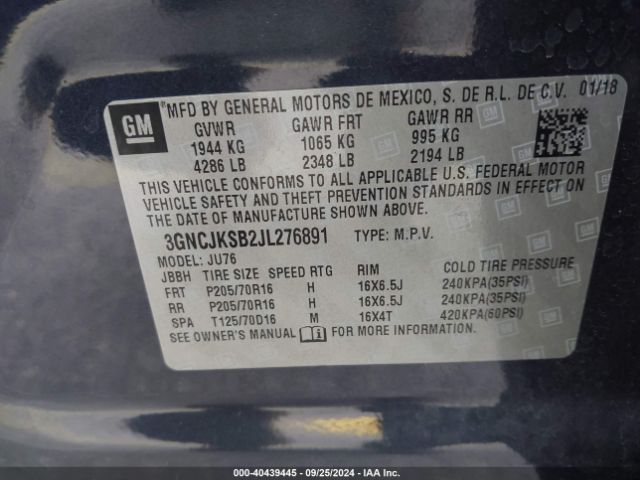 GM
MFD BY GENERAL MOTORS DE MEXICO, S. DE R.L. DE C.V. 01/18
GVWR GAWR FRT GAWR RR
1944 KG 1065 KG 995 KG
4286 LB 2348 LB 2194 LB
THIS VEHICLE CONFORMS TO ALL APPLICABLE U.S. FEDERAL MOTOR
VEHICLE SAFETY AND THEFT PREVENTION STANDARDS IN EFFECT ON
THE DATE OF MANUFACTURE SHOWN ABOVE.
3GNCJKSB2JL276891 TYPE: M.P.V.
MODEL: JU76
JBBH TIRE SIZE SPEED RTG RIM COLD TIRE PRESSURE
FRT P205/70R16 H 16X6.5J 240KPA(35PSI)
RR P205/70R16 H 16X6.5J 240KPA(35PSI)
SPA T125/70D16 M 16X4T 420KPA(60PSI)
SEE OWNER'S MANUAL FOR MORE INFORMATION.
000-40439445 - 09/25/2024 - IAA Inc.